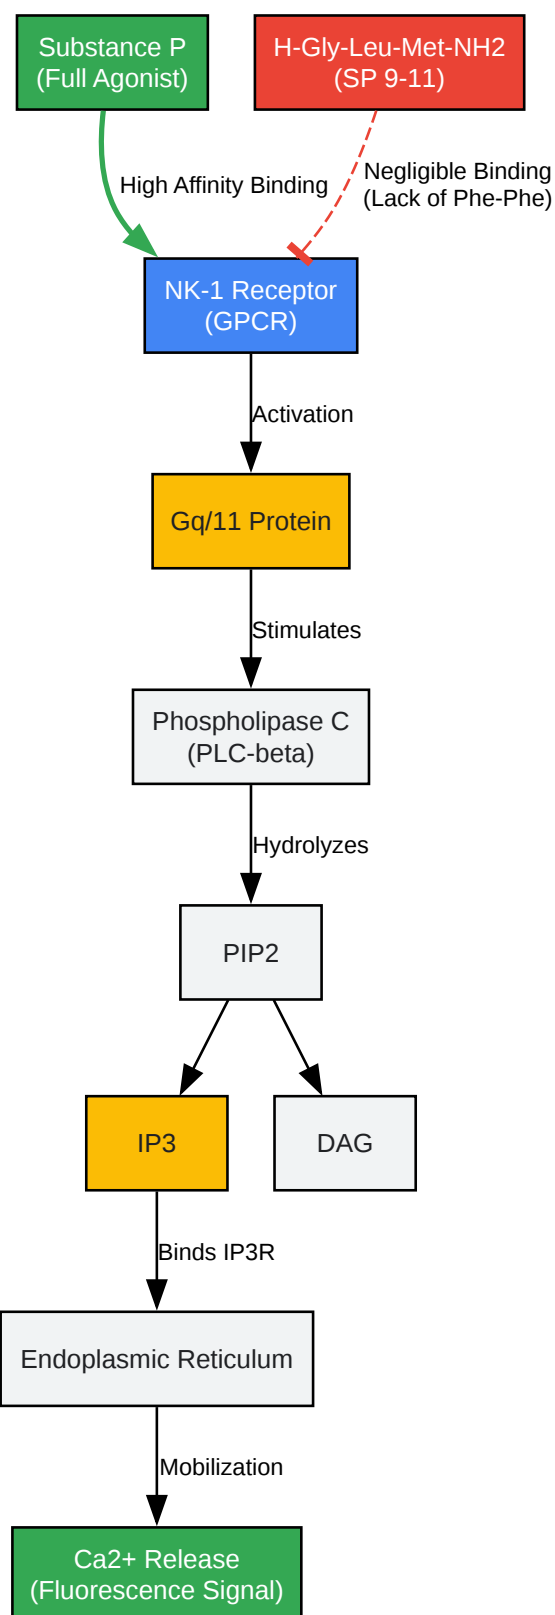 Substance P
(Full Agonist)
H-Gly-Leu-Met-NH2
(SP 9-11)
High Affinity Binding
Negligible Binding
(Lack of Phe-Phe)
NK-1 Receptor
(GPCR)
Activation
Gq/11 Protein
Stimulates
Phospholipase C
(PLC-beta)
Hydrolyzes
PIP2
IP3
DAG
Binds IP3R
Endoplasmic Reticulum
Mobilization
Ca2+ Release
(Fluorescence Signal)